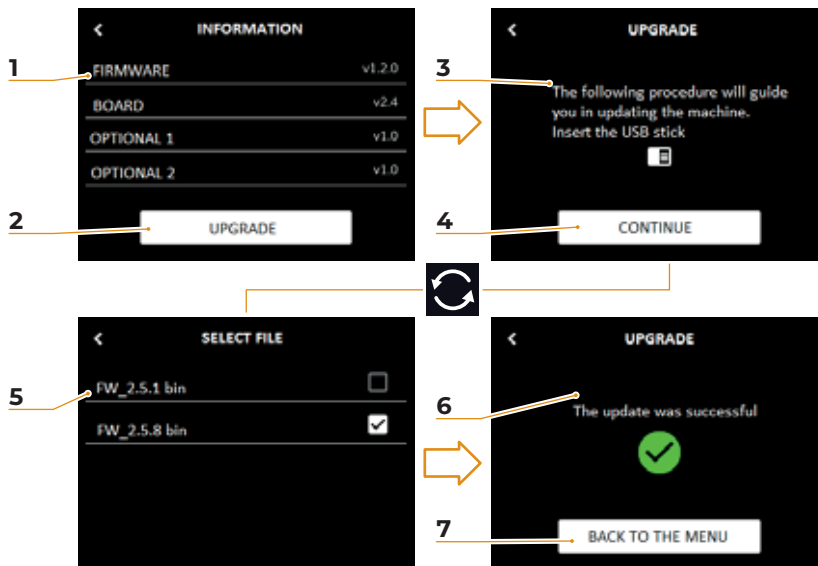 INFORMATION
1
FIRMWARE v1.2.0
BOARD v2.4
OPTIONAL 1 v1.0
OPTIONAL 2 v1.0
2
UPGRADE
UPGRADE
3
The following procedure will guide
you in updating the machine.
Insert the USB stick
4
CONTINUE
SELECT FILE
5
FW_2.5.1 bin
FW_2.5.8 bin
UPGRADE
6
The update was successful
7
BACK TO THE MENU